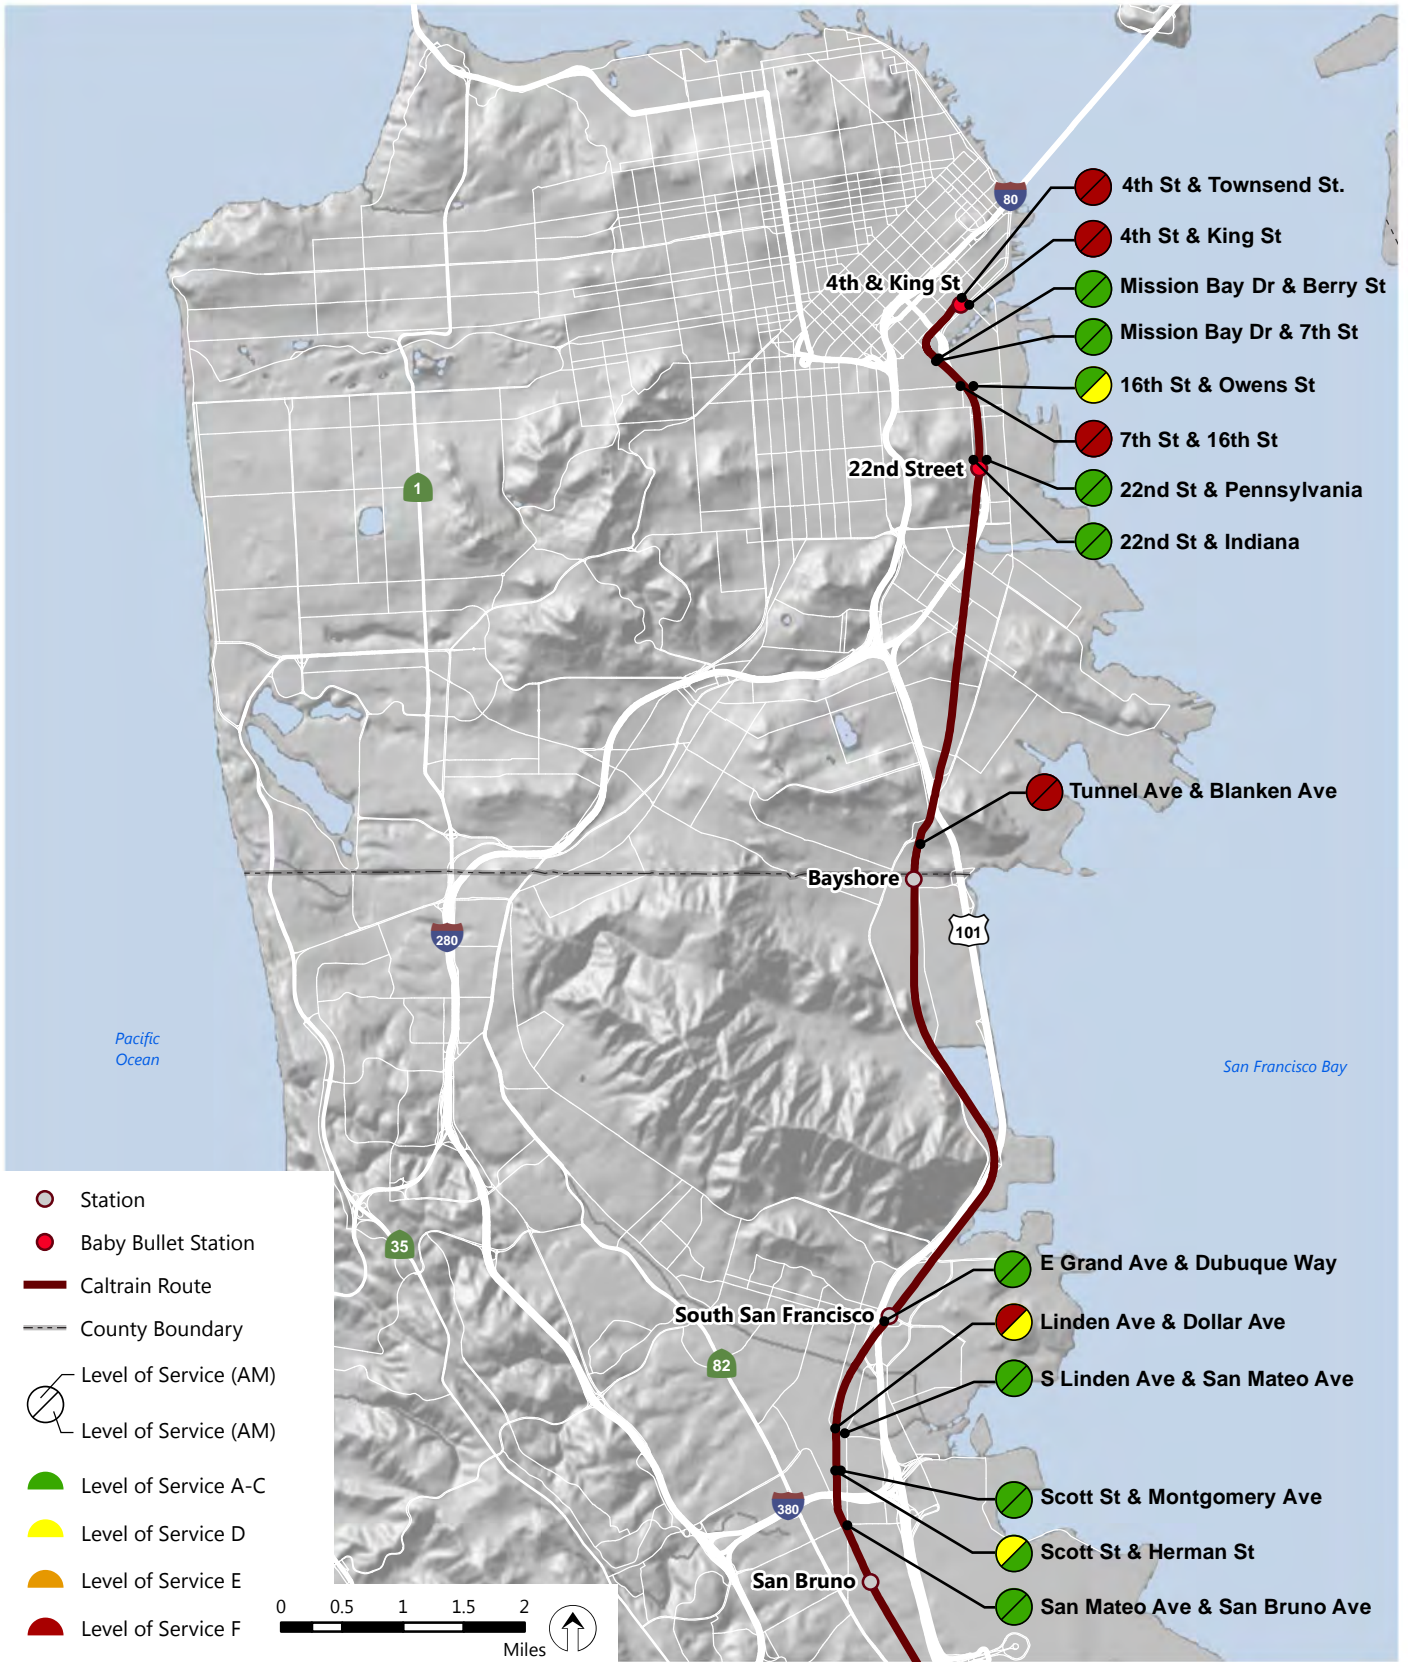 80
4th St & Townsend St.
4th St & King St
4th & King St
Mission Bay Dr & Berry St
Mission Bay Dr & 7th St
16th St & Owens St
7th St & 16th St
22nd Street
1
22nd St & Pennsylvania
22nd St & Indiana
Tunnel Ave & Blanken Ave
Bayshore
280
101
Pacific
Ocean
San Francisco Bay
Station
Baby Bullet Station
35
E Grand Ave & Dubuque Way
Caltrain Route
South San Francisco
Linden Ave & Dollar Ave
County Boundary
82
Level of Service (AM)
S Linden Ave & San Mateo Ave
Level of Service (AM)
Level of Service A-C
Scott St & Montgomery Ave
380
Level of Service D
Scott St & Herman St
Level of Service E
San Bruno
San Mateo Ave & San Bruno Ave
0 0.5 1 1.5 2
Level of Service F
Miles